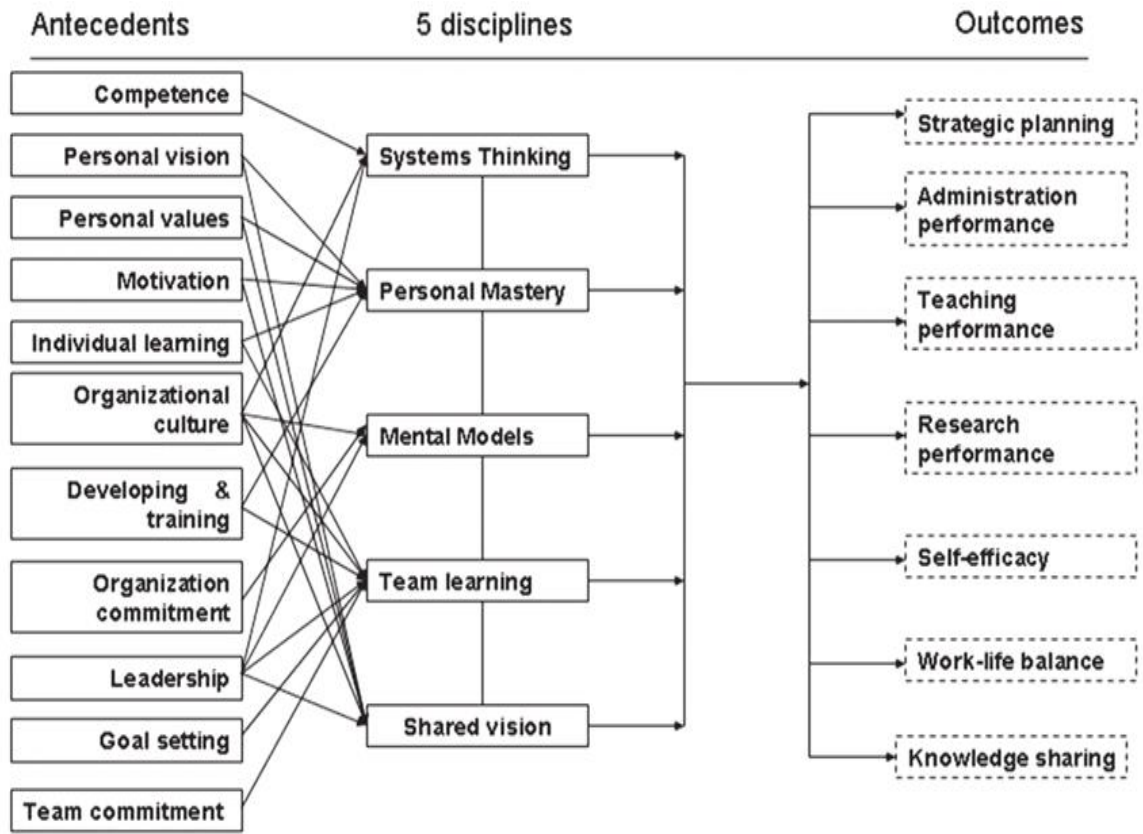 Antecedents
5 disciplines
Outcomes
Competence
Personal vision
Personal values
Motivation
Individual learning
Organizational
culture
Developing &
training
Organization
commitment
Leadership
Goal setting
Team commitment
Systems Thinking
Personal Mastery
Mental Models
Team learning
Shared vision
Strategic planning
Administration
performance
Teaching
performance
Research
performance
Self-efficacy
Work-life balance
Knowledge sharing